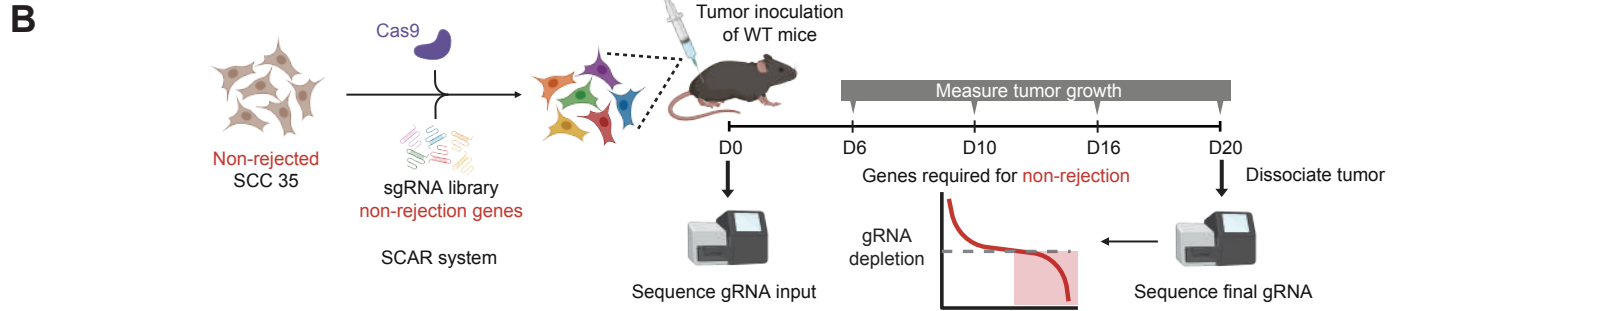 B
Cas9
Non-rejected
SCC 35
sgRNA library
non-rejection genes
SCAR system
Tumor inoculation
of WT mice
Measure tumor growth
D0
D6
D10
D16
D20
Sequence gRNA input
Genes required for non-rejection
gRNA
depletion
Dissociate tumor
Sequence final gRNA